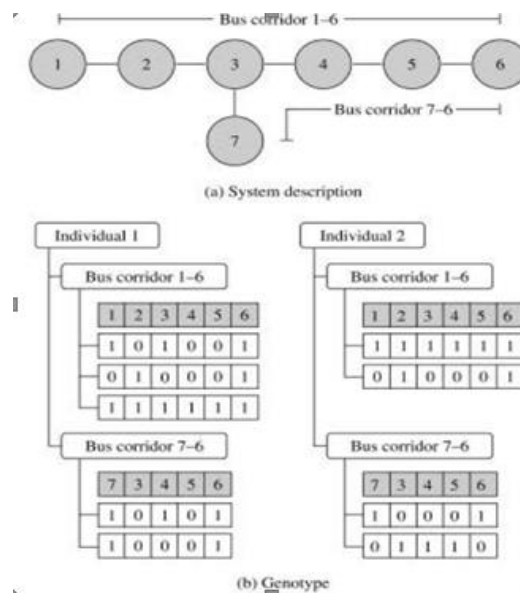 Bus corridor 1–6
1 2 3 4 5 6
Bus corridor 7–6
7
(a) System description
Individual 1
Bus corridor 1–6
1 2 3 4 5 6
1 0 1 0 0 1
0 1 0 0 0 1
1 1 1 1 1 1
Bus corridor 7–6
7 3 4 5 6
1 0 1 0 1
1 0 0 0 1
Individual 2
Bus corridor 1–6
1 2 3 4 5 6
1 1 1 1 1 1
0 1 0 0 0 1
Bus corridor 7–6
7 3 4 5 6
1 0 0 0 1
0 1 1 1 0
(b) Genotype